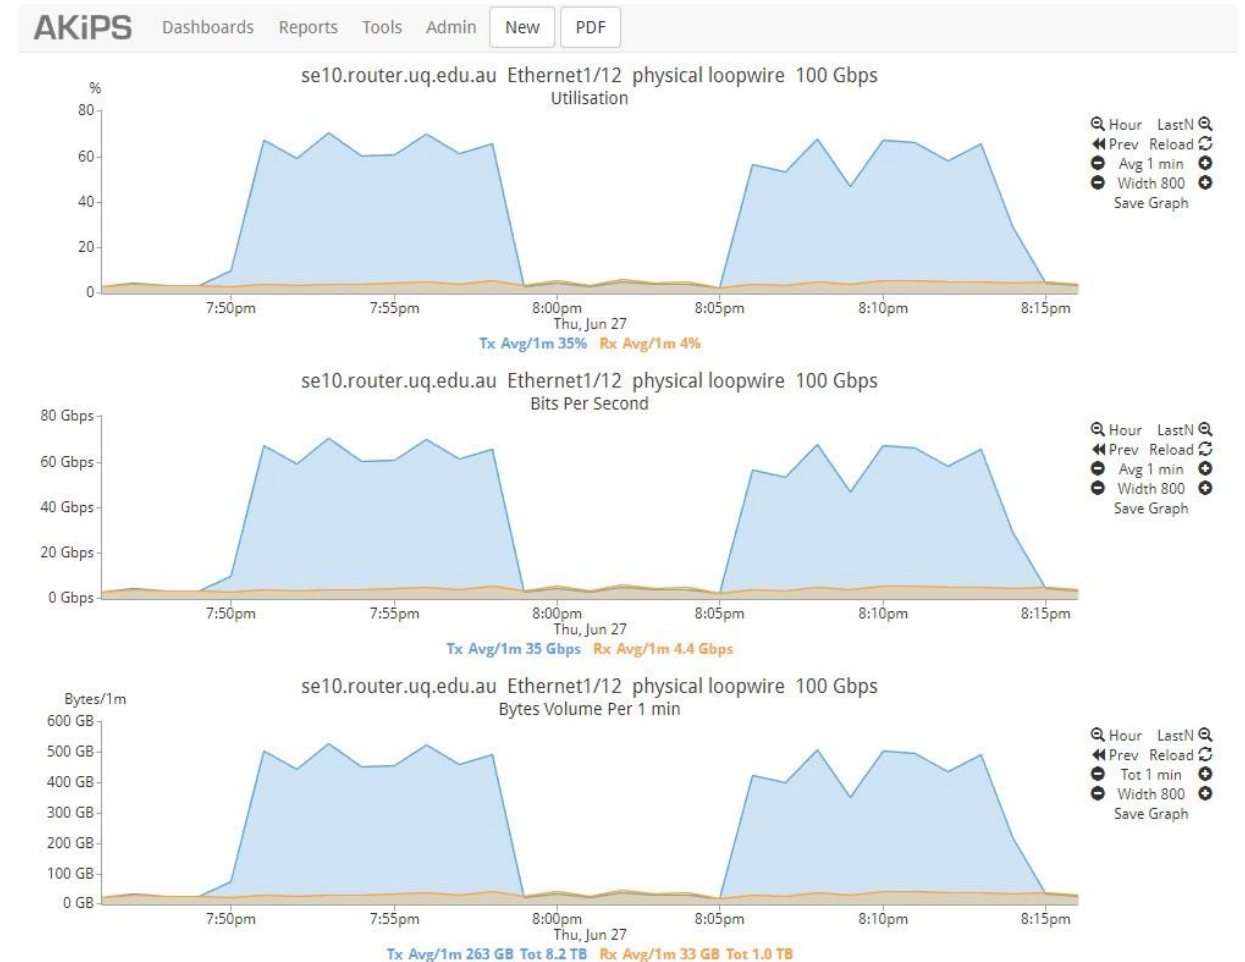 AKiPS Dashboards Reports Tools Admin New PDF
se10.router.uq.edu.au Ethernet1/12 physical loopwire 100 Gbps
Utilisation
%
80
60
40
20
0
7:50pm 7:55pm 8:00pm 8:05pm 8:10pm 8:15pm
Thu, Jun 27
Tx Avg/1m 35% Rx Avg/1m 4%
Hour LastN
Prev Reload
Avg 1 min
Width 800
Save Graph
se10.router.uq.edu.au Ethernet1/12 physical loopwire 100 Gbps
Bits Per Second
80 Gbps
60 Gbps
40 Gbps
20 Gbps
0 Gbps
7:50pm 7:55pm 8:00pm 8:05pm 8:10pm 8:15pm
Thu, Jun 27
Tx Avg/1m 35 Gbps Rx Avg/1m 4.4 Gbps
Hour LastN
Prev Reload
Avg 1 min
Width 800
Save Graph
se10.router.uq.edu.au Ethernet1/12 physical loopwire 100 Gbps
Bytes Volume Per 1 min
Bytes/1m
600 GB
500 GB
400 GB
300 GB
200 GB
100 GB
0 GB
7:50pm 7:55pm 8:00pm 8:05pm 8:10pm 8:15pm
Thu, Jun 27
Tx Avg/1m 263 GB Tot 8.2 TB Rx Avg/1m 33 GB Tot 1.0 TB
Hour LastN
Prev Reload
Tot 1 min
Width 800
Save Graph